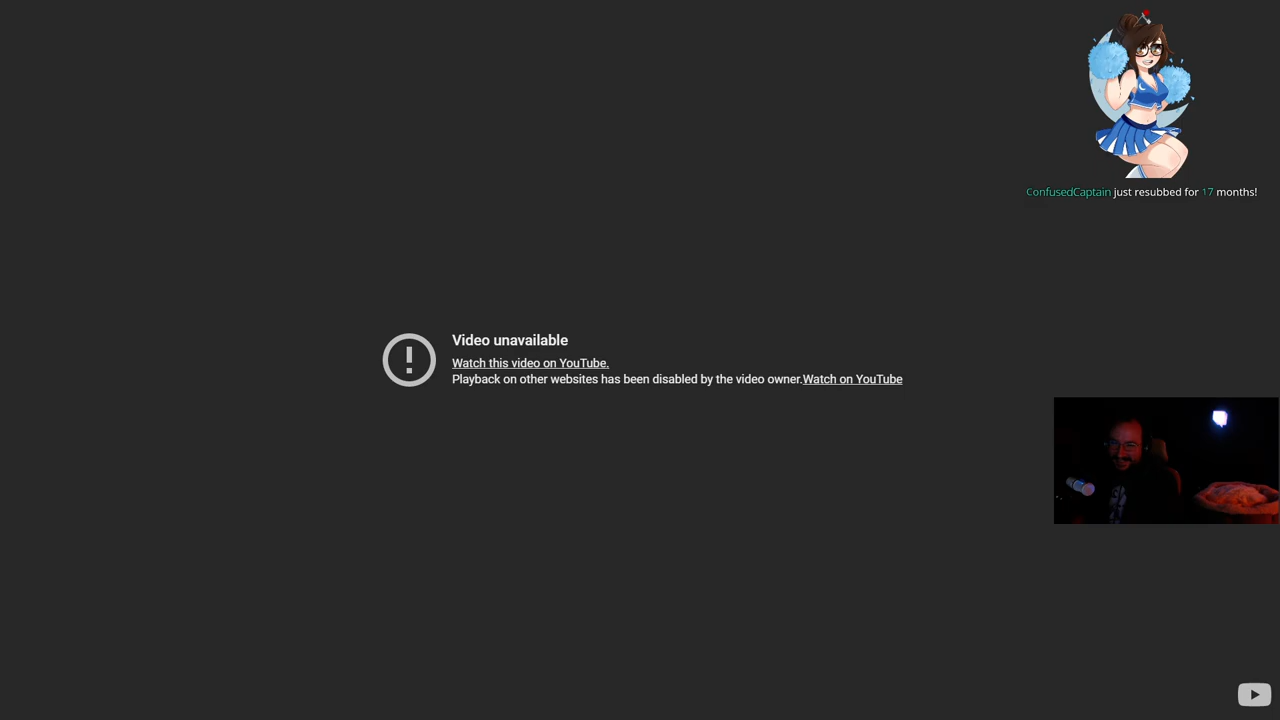 ConfusedCaptain just resubbed for 17 months!
Video unavailable
Watch this video on YouTube.
Playback on other websites has been disabled by the video owner.Watch on YouTube